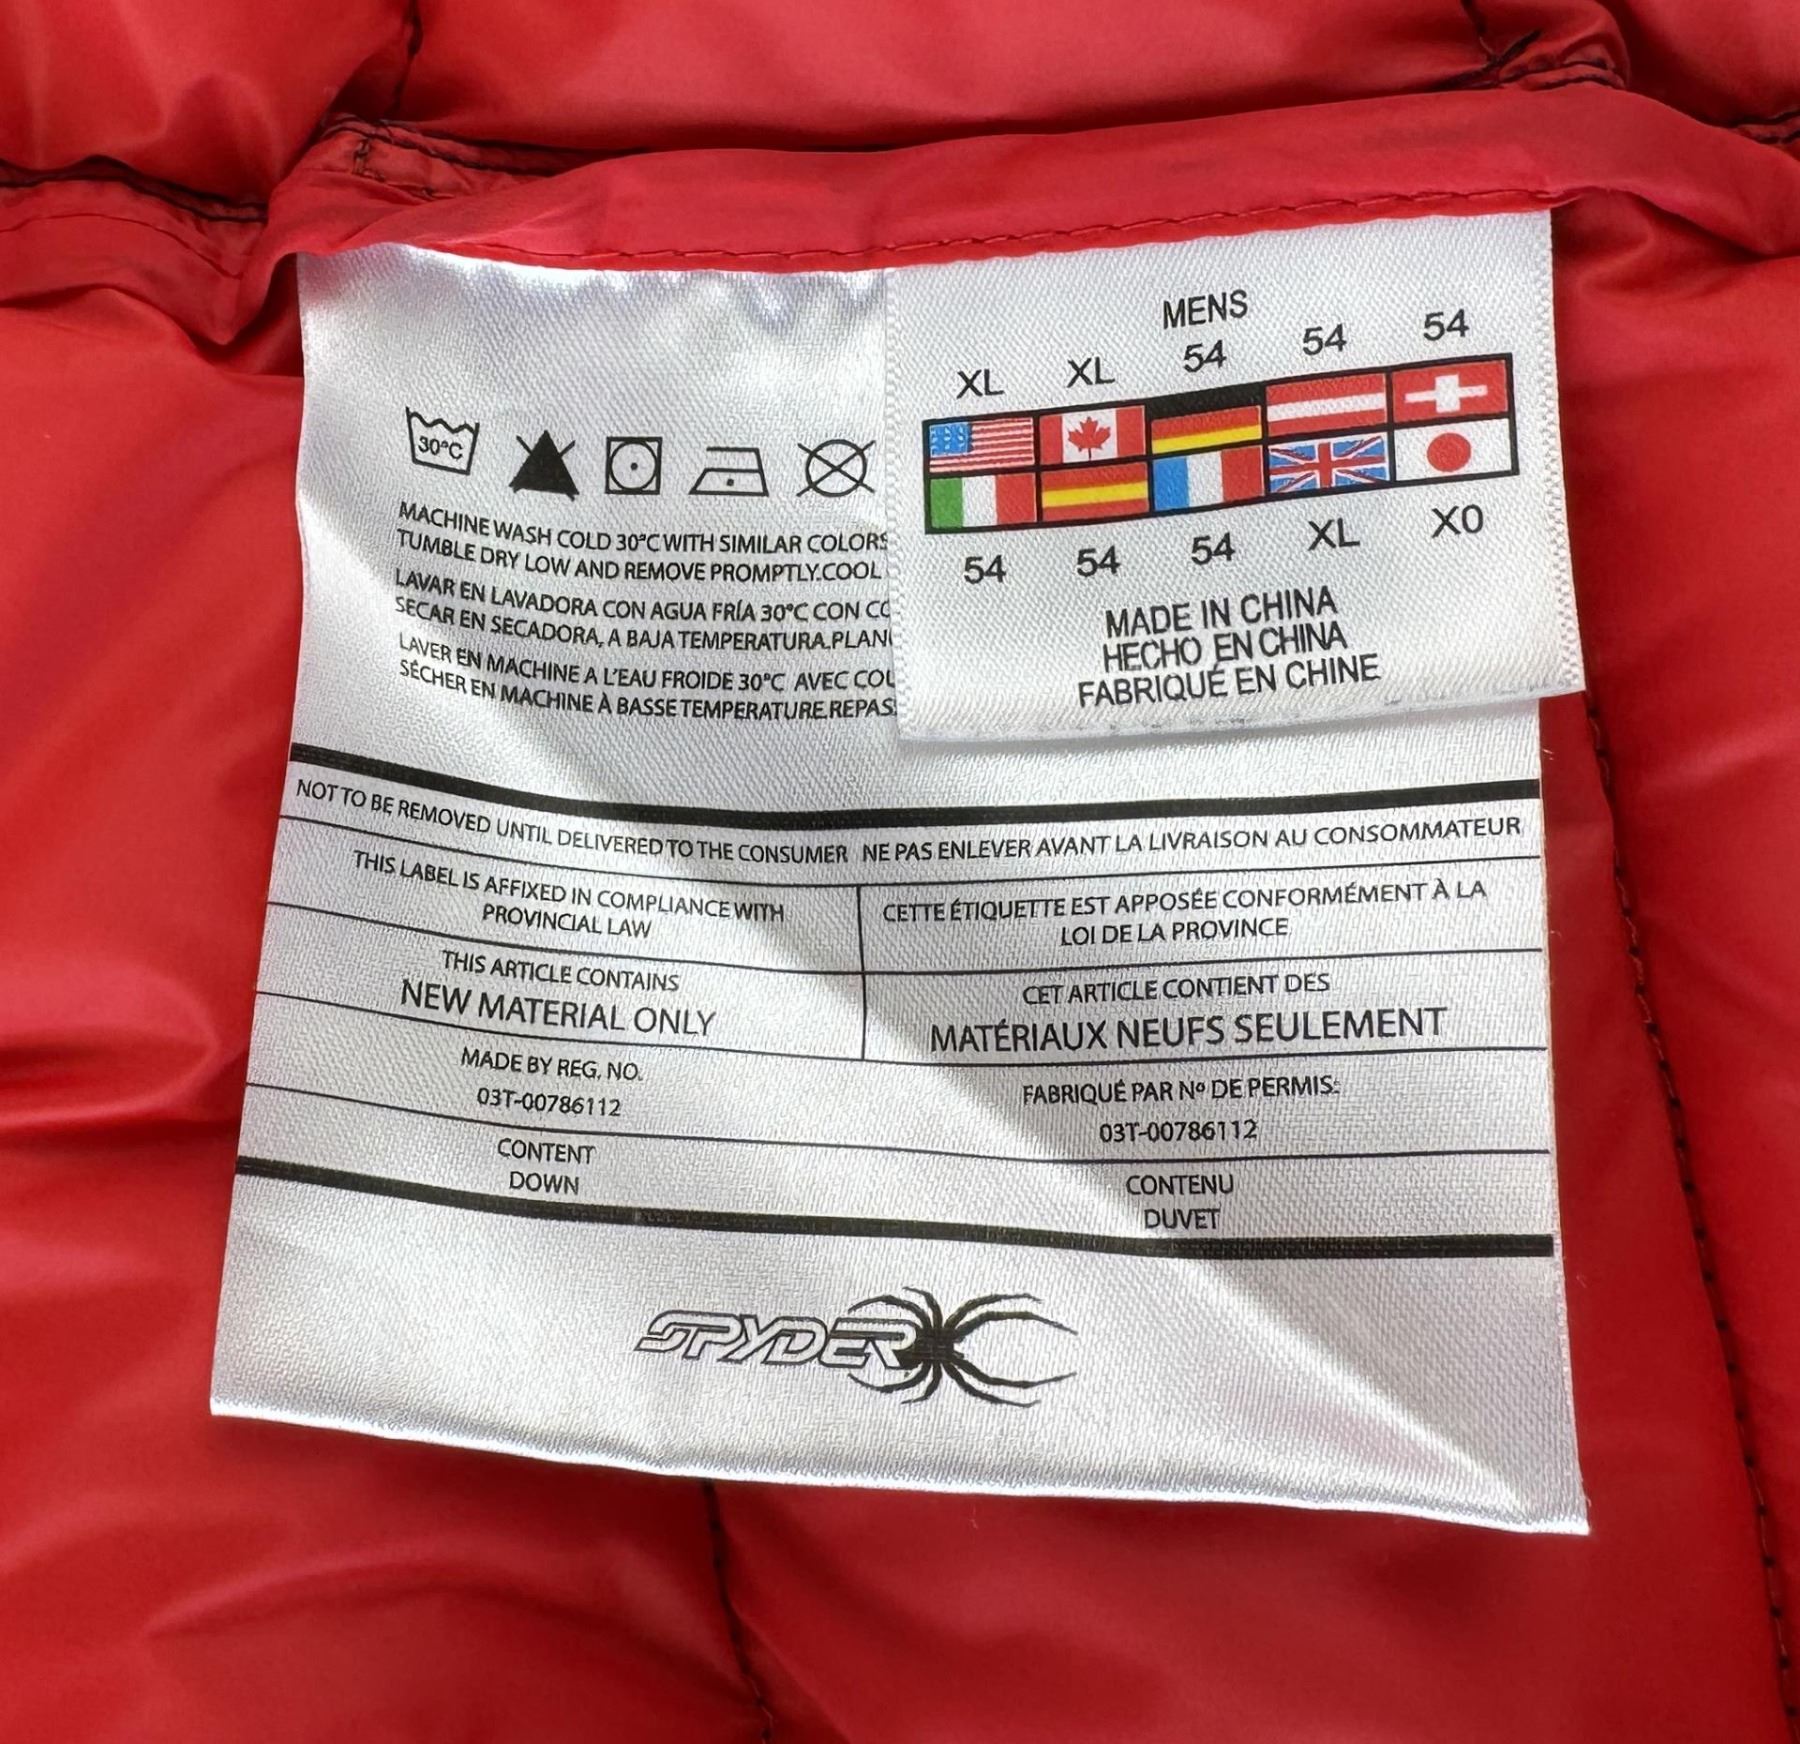 MENS
XL XL 54 54 54
54 54 54 XL XO
MADE IN CHINA
HECHO EN CHINA
FABRIQUÉ EN CHINE
30°C
MACHINE WASH COLD 30°C WITH SIMILAR COLORS
TUMBLE DRY LOW AND REMOVE PROMPTLY.COOL
LAVAR EN LAVADORA CON AGUA FRÍA 30°C CON
SECAR EN SECADORA, A BAJA TEMPERATURA.
LAVER EN MACHINE A L'EAU FROIDE 30°C AVEC
SÉCHER EN MACHINE À BASSE TEMPERATURE.
NOT TO BE REMOVED UNTIL DELIVERED TO THE CONSUMER NE PAS ENLEVER AVANT LA LIVRAISON AU CONSOMMATEUR
THIS LABEL IS AFFIXED IN COMPLIANCE WITH
PROVINCIAL LAW
CETTE ÉTIQUETTE EST APPOSÉE CONFORMÉMENT À LA
LOI DE LA PROVINCE
THIS ARTICLE CONTAINS
NEW MATERIAL ONLY
CET ARTICLE CONTIENT DES
MATÉRIAUX NEUFS SEULEMENT
MADE BY REG. NO.
03T-00786112
FABRIQUÉ PAR Nº DE PERMIS:
03T-00786112
CONTENT
DOWN
CONTENU
DUVET
SPYDER